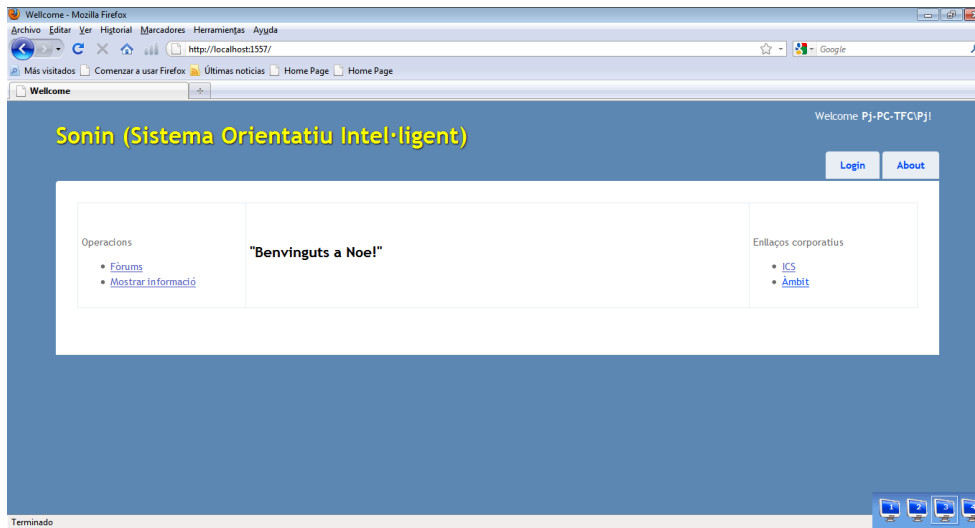 Wellcome - Mozilla Firefox
Archivo Editar Ver Historial Marcadores Herramientas Ayuda
http://localhost:1557/
Google
Más visitados Comenzar a usar Firefox Últimas noticias Home Page Home Page
Wellcome
Welcome Pj-PC-TFC\Pj!
Sonin (Sistema Orientatiu Intel·ligent)
Login About
Operacions
Fòrums
Mostrar informació
"Benvinguts a Noe!"
Enllaços corporatius
ICS
Àmbit
1 2 3 4
Terminado